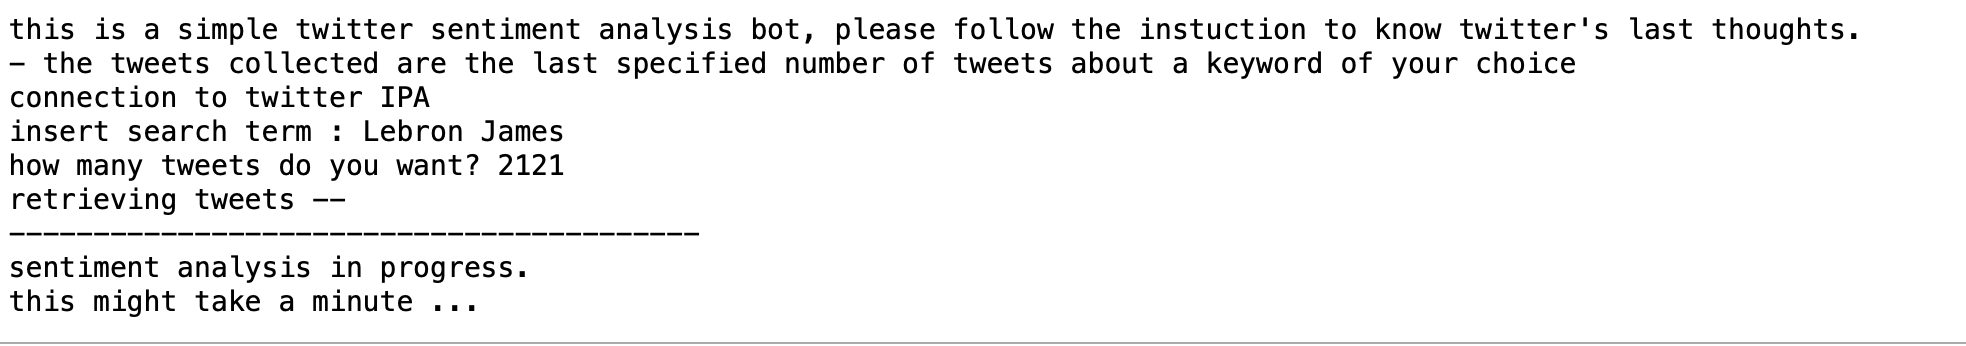 this is a simple twitter sentiment analysis bot, please follow the instuction to know twitter's last thoughts.
- the tweets collected are the last specified number of tweets about a keyword of your choice
connection to twitter IPA
insert search term : Lebron James
how many tweets do you want? 2121
retrieving tweets --
-----------------------------------------
sentiment analysis in progress.
this might take a minute ...